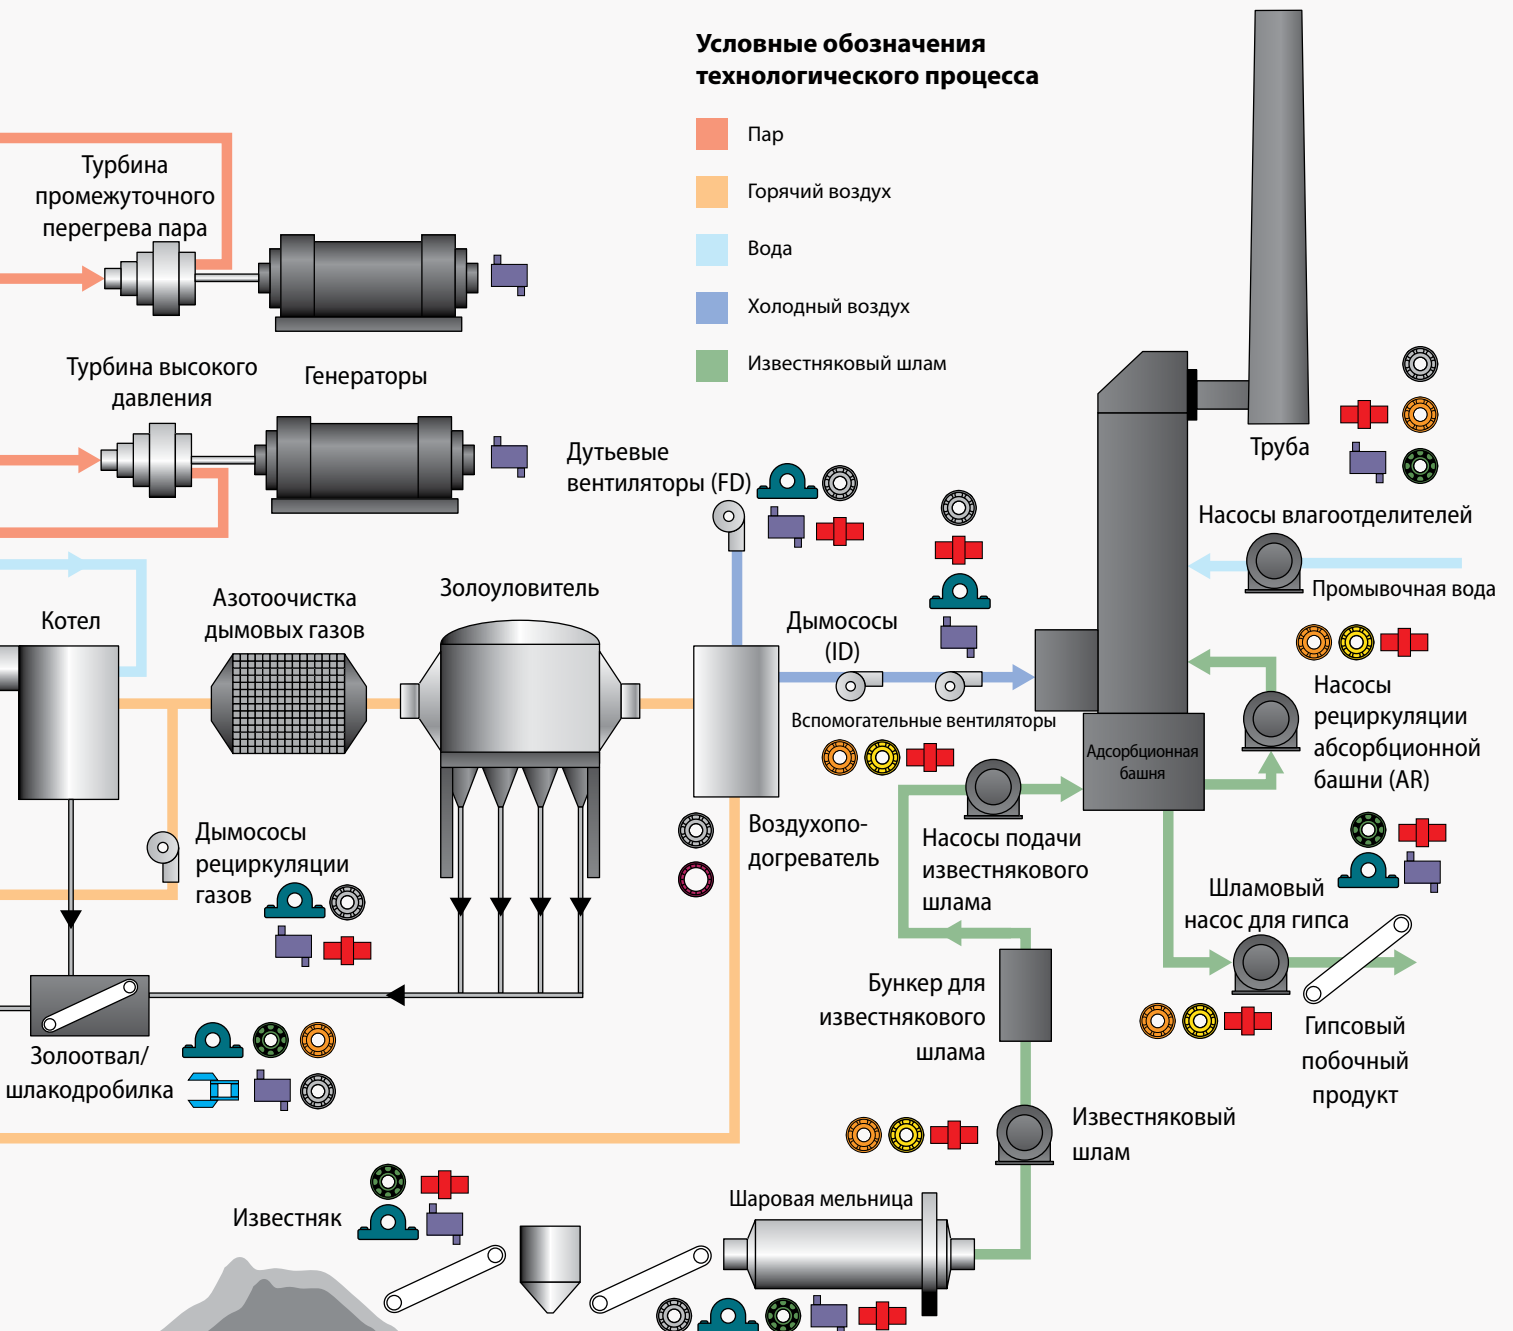 Условные обозначения
технологического процесса
Пар
Горячий воздух
Вода
Холодный воздух
Известняковый шлам
Турбина
промежуточного
перегрева пара
Турбина высокого
давления
Генераторы
Дутьевые
вентиляторы (FD)
Труба
Насосы влагоотделителей
Промывочная вода
Котел
Азотоочистка
дымовых газов
Золоуловитель
Дымососы
(ID)
Вспомогательные вентиляторы
Насосы
рециркуляции
абсорбционной
башни (AR)
Адсорбционная
башня
Дымососы
рециркуляции
газов
Воздухопо-
догреватель
Насосы подачи
известнякового
шлама
Шламовый
насос для гипса
Бункер для
известнякового
шлама
Гипсовый
побочный
продукт
Золоотвал/
шлакодробилка
Известняковый
шлам
Известняк
Шаровая мельница